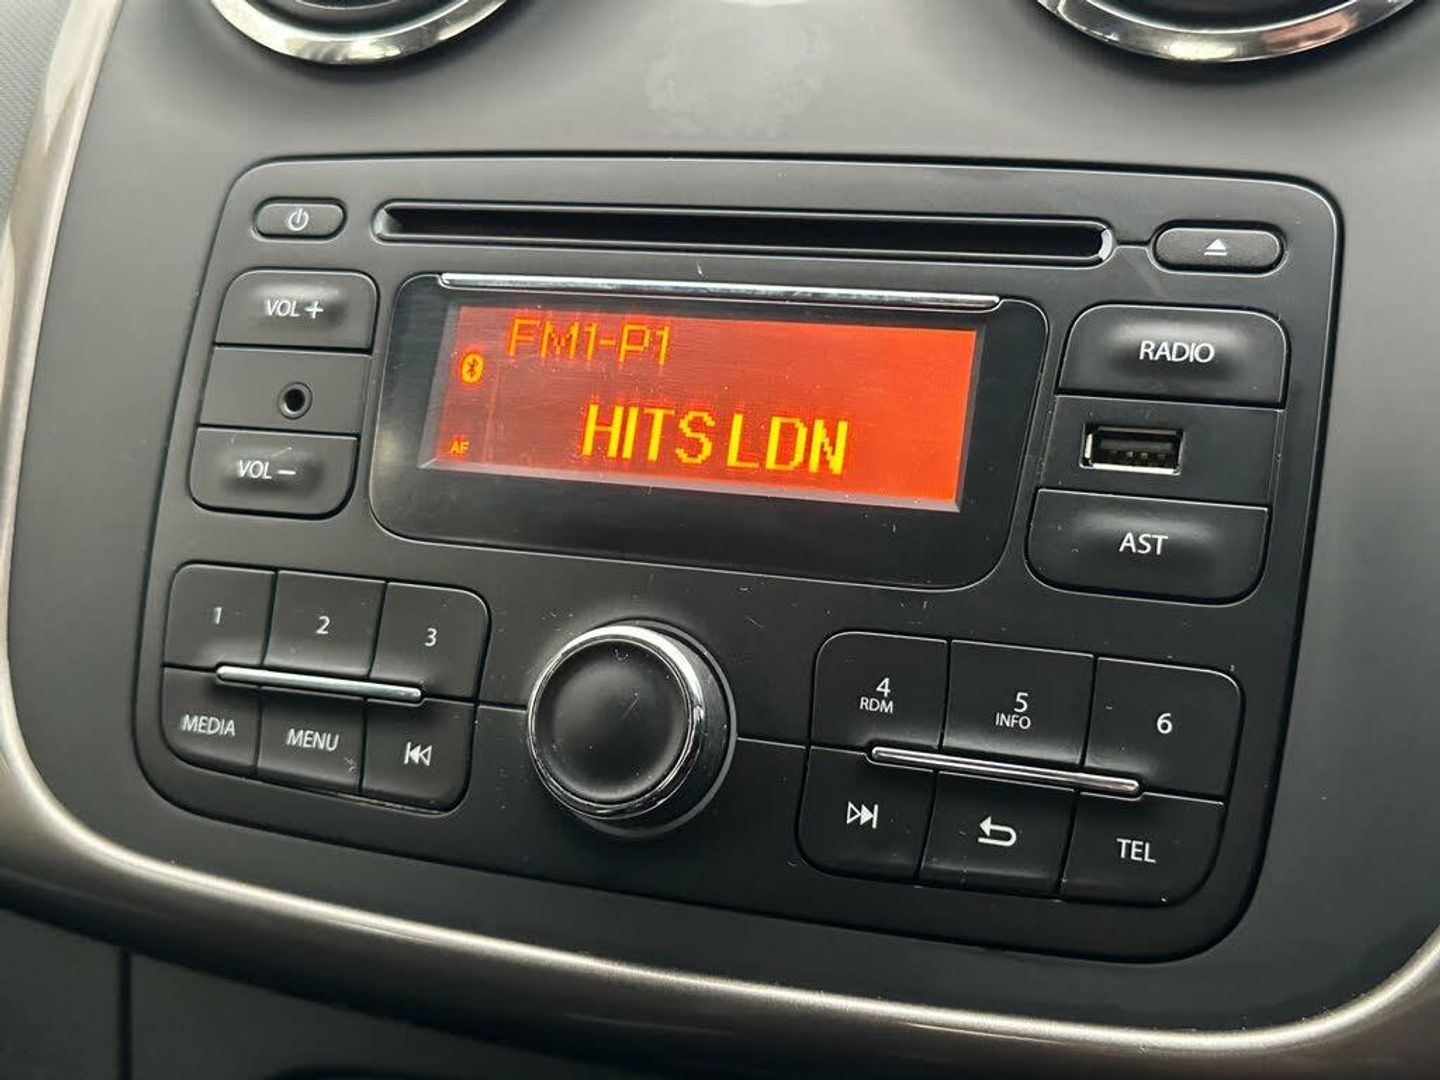 VOL +
FM1-P1
RADIO
AF
HITS LDN
VOL −
AST
1
2
3
4
RDM
5
INFO
6
MEDIA
MENU
TEL